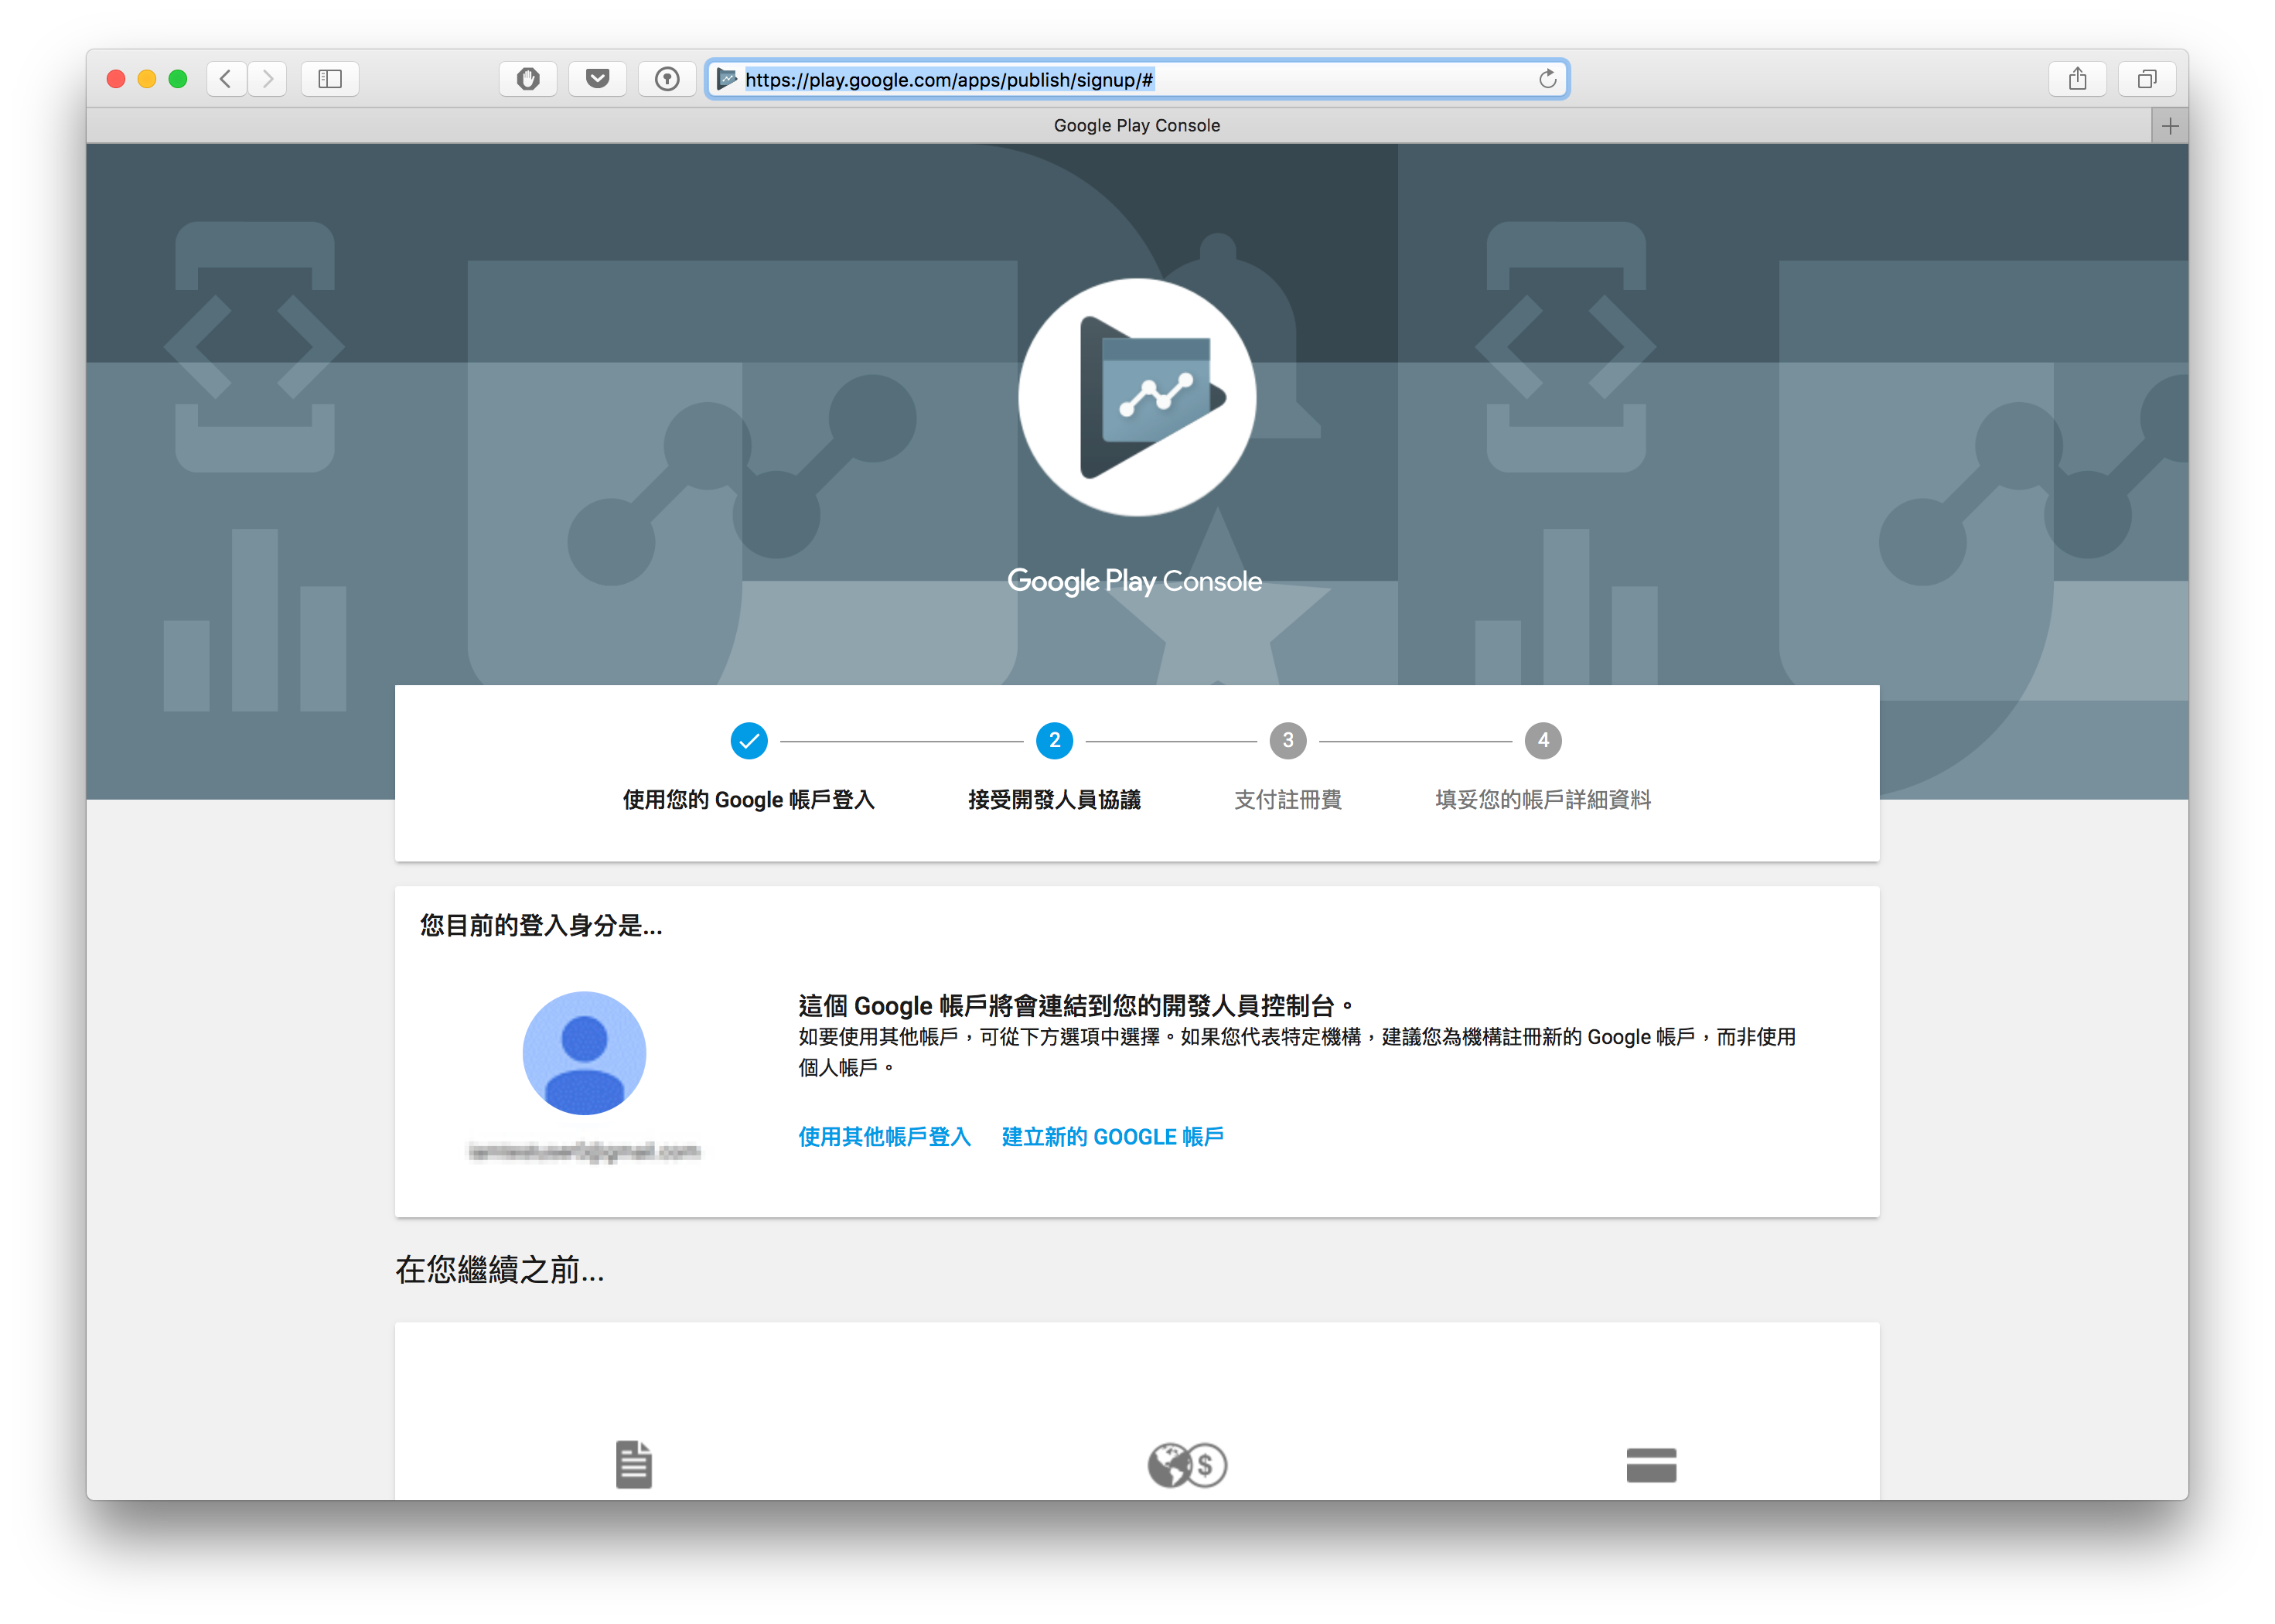 https://play.google.com/apps/publish/signup/#
Google Play Console
Google Play Console
2
3
4
使用您的 Google 帳戶登入
接受開發人員協議
支付註冊費
填妥您的帳戶詳細資料
您目前的登入身分是...
這個 Google 帳戶將會連結到您的開發人員控制台。
如要使用其他帳戶，可從下方選項中選擇。如果您代表特定機構，建議您為機構註冊新的 Google 帳戶，而非使用
個人帳戶。
使用其他帳戶登入
建立新的 GOOGLE 帳戶
在您繼續之前...
$